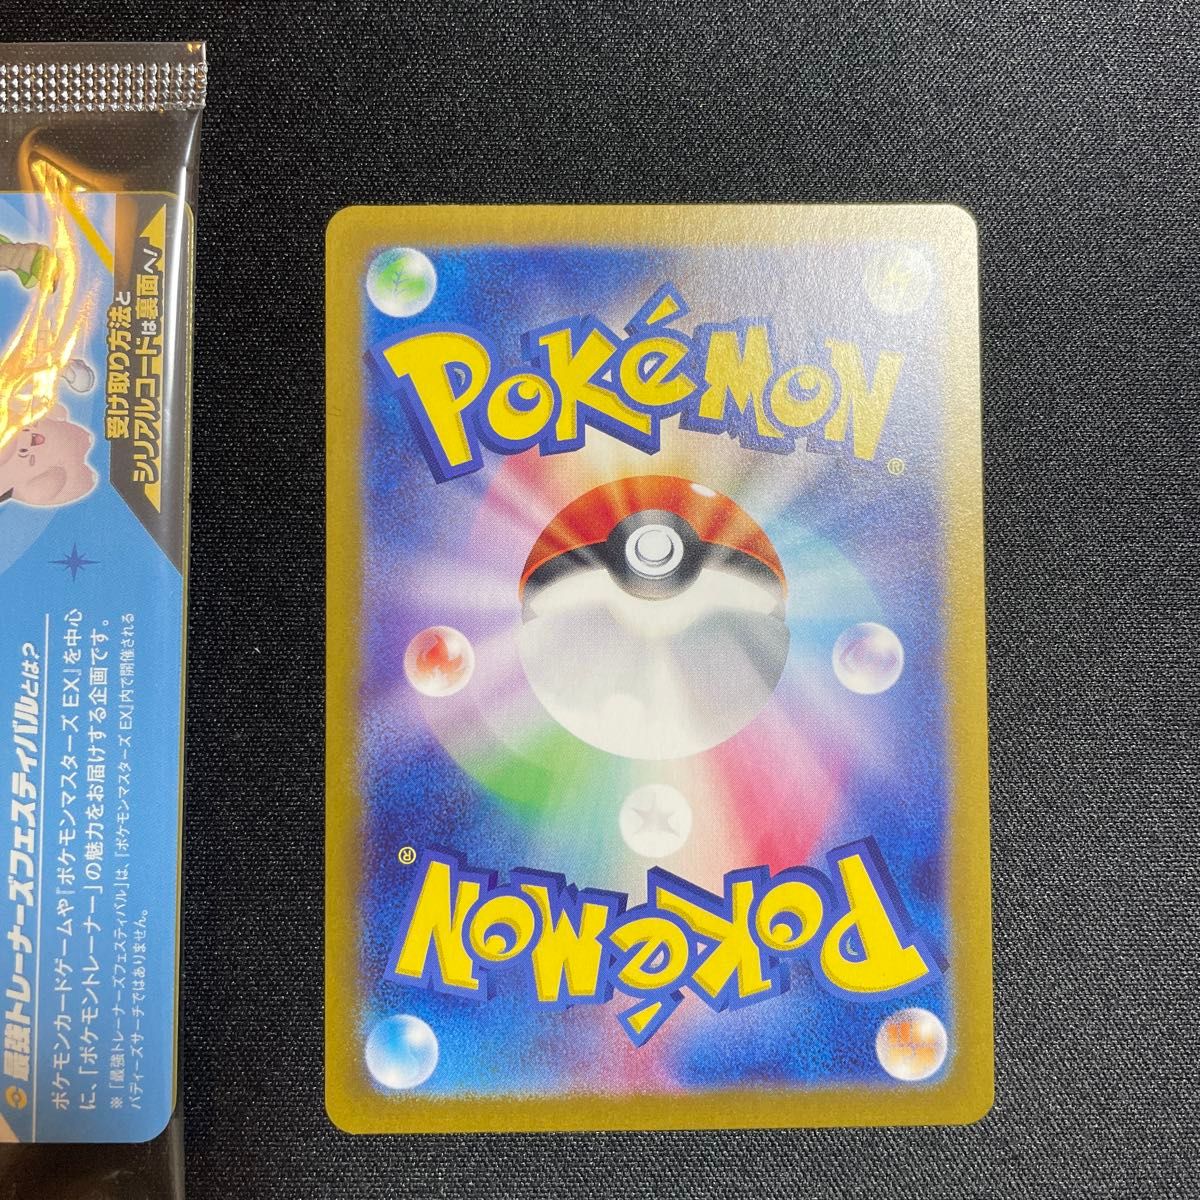 受け取り方法と
シリアルコードは裏面へ!
最強トレーナーズフェスティバルとは?
ポケモンカードゲームや『ポケモンマスターズ EX』を中心
に、「ポケモントレーナー」の魅力をお届けする企画です。
※「最強トレーナーズフェスティバル」は、『ポケモンマスターズ EX』内で開催される
バディーズサーチではありません。
POKéMON
®
POKéMON
®